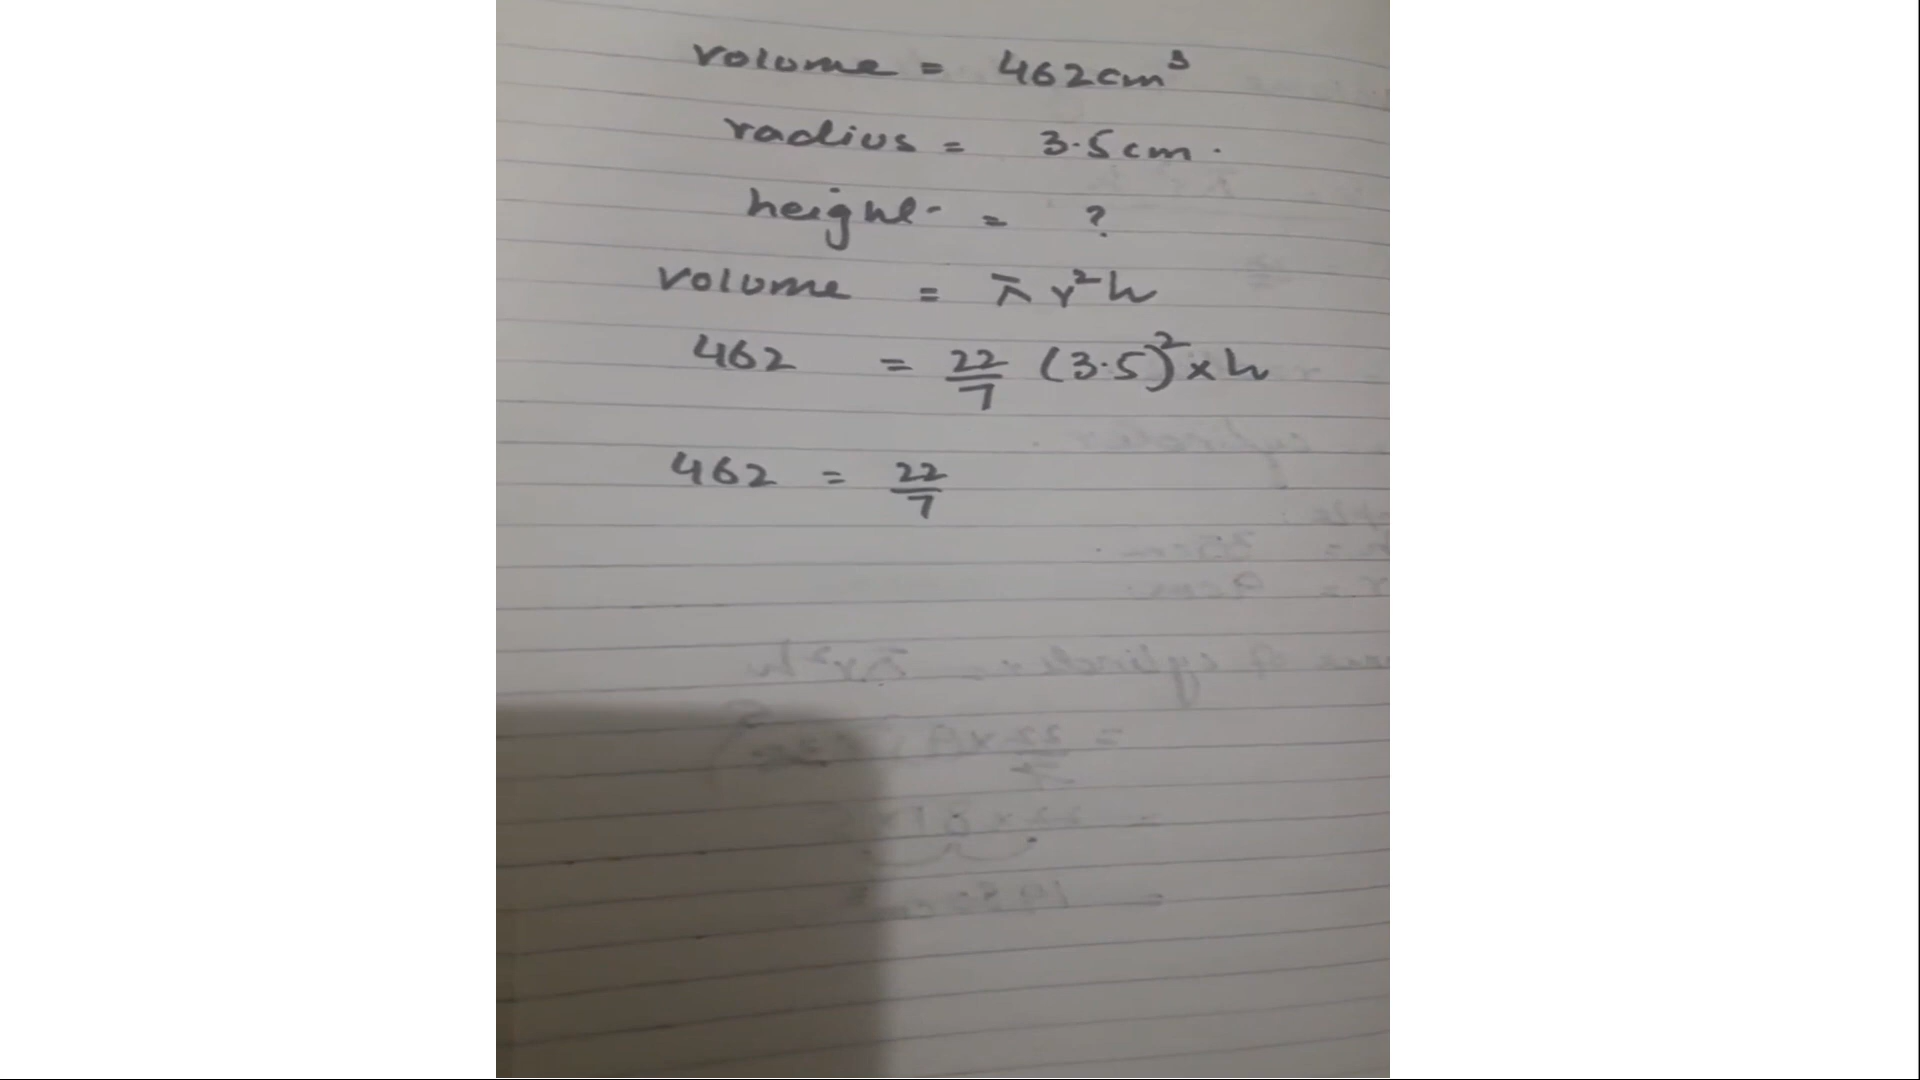 volume = 462cm³
radius = 3.5cm.
height = ?
volume = πr²h
462 = 22/7 (3.5)² x h
462 = 22/7